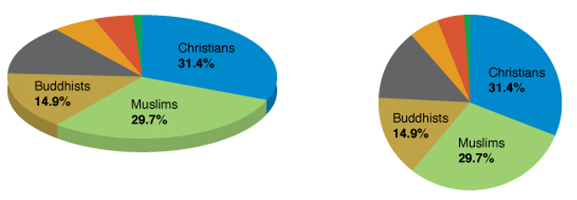 Christians
31.4%
Buddhists
14.9%
Muslims
29.7%
Christians
31.4%
Buddhists
14.9%
Muslims
29.7%